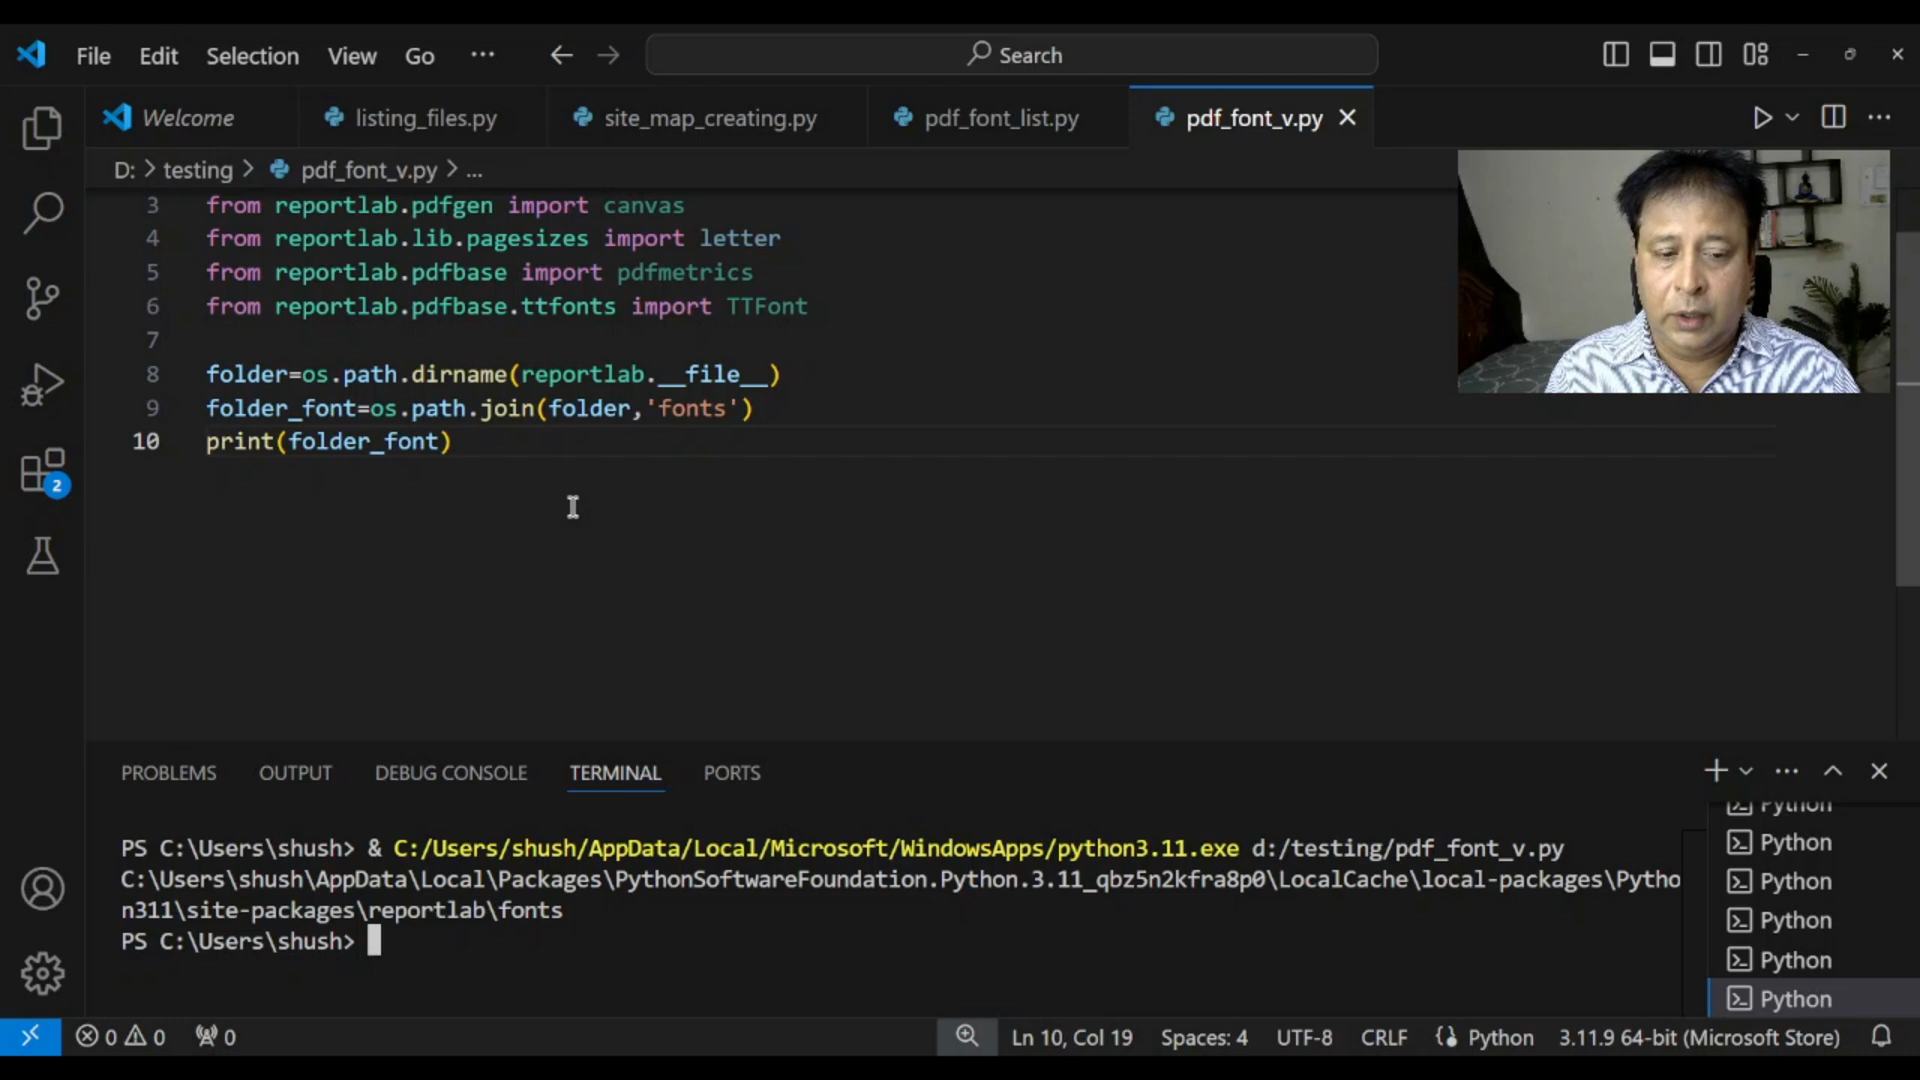 File Edit Selection View Go ··· Search
Welcome listing_files.py site_map_creating.py pdf_font_list.py pdf_font_v.py
D: > testing > pdf_font_v.py > ...
3 from reportlab.pdfgen import canvas
4 from reportlab.lib.pagesizes import letter
5 from reportlab.pdfbase import pdfmetrics
6 from reportlab.pdfbase.ttfonts import TTFont
7
8 folder=os.path.dirname(reportlab.__file__)
9 folder_font=os.path.join(folder,'fonts')
10 print(folder_font)
2
PROBLEMS OUTPUT DEBUG CONSOLE TERMINAL PORTS
PS C:\Users\shush> & C:/Users/shush/AppData/Local/Microsoft/WindowsApps/python3.11.exe d:/testing/pdf_font_v.py
C:\Users\shush\AppData\Local\Packages\PythonSoftwareFoundation.Python.3.11_qbz5n2kfra8p0\LocalCache\local-packages\Pytho
n311\site-packages\reportlab\fonts
PS C:\Users\shush>
Python
Python
Python
Python
Python
Python
0 0 0 Ln 10, Col 19 Spaces: 4 UTF-8 CRLF Python 3.11.9 64-bit (Microsoft Store)